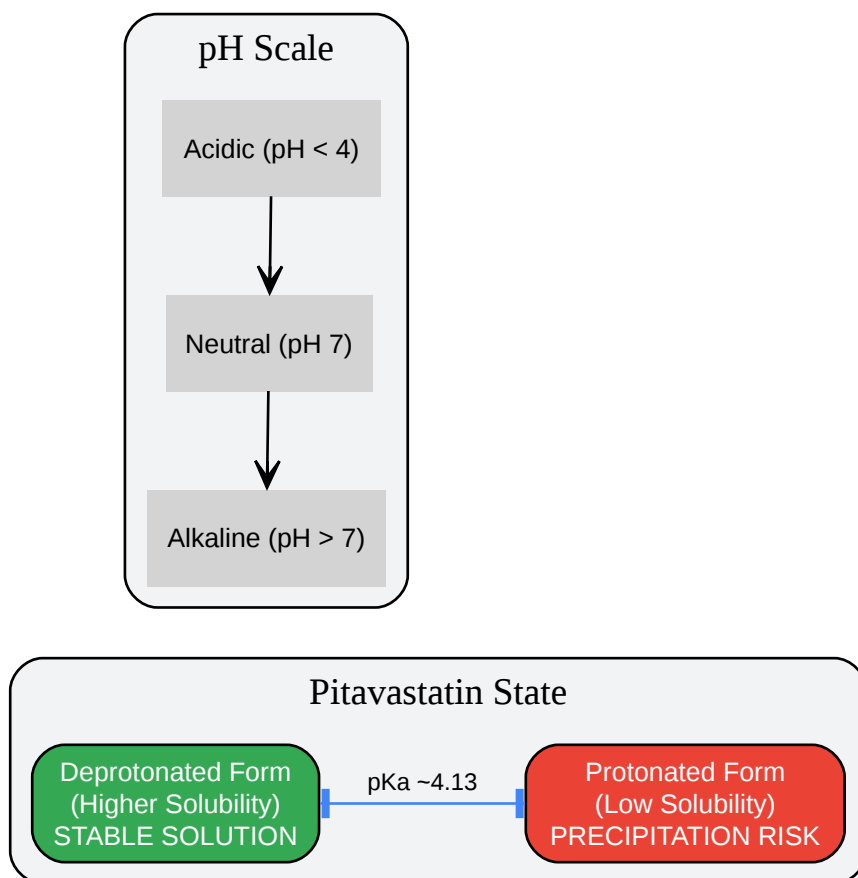 pH Scale
Acidic (pH < 4)
Neutral (pH 7)
Alkaline (pH > 7)
Pitavastatin State
Deprotonated Form
(Higher Solubility)
STABLE SOLUTION
pKa ~4.13
Protonated Form
(Low Solubility)
PRECIPITATION RISK